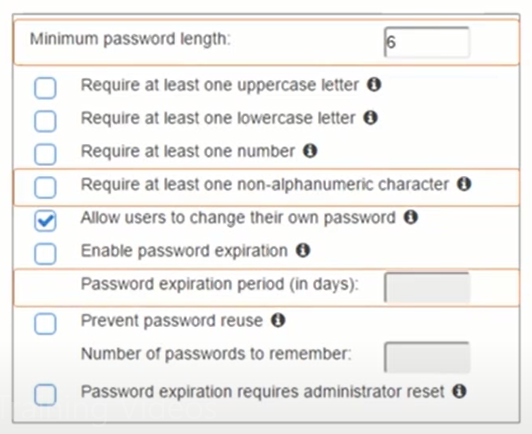 Minimum password length: 6
Require at least one uppercase letter
Require at least one lowercase letter
Require at least one number
Require at least one non-alphanumeric character
Allow users to change their own password
Enable password expiration
Password expiration period (in days):
Prevent password reuse
Number of passwords to remember:
Password expiration requires administrator reset